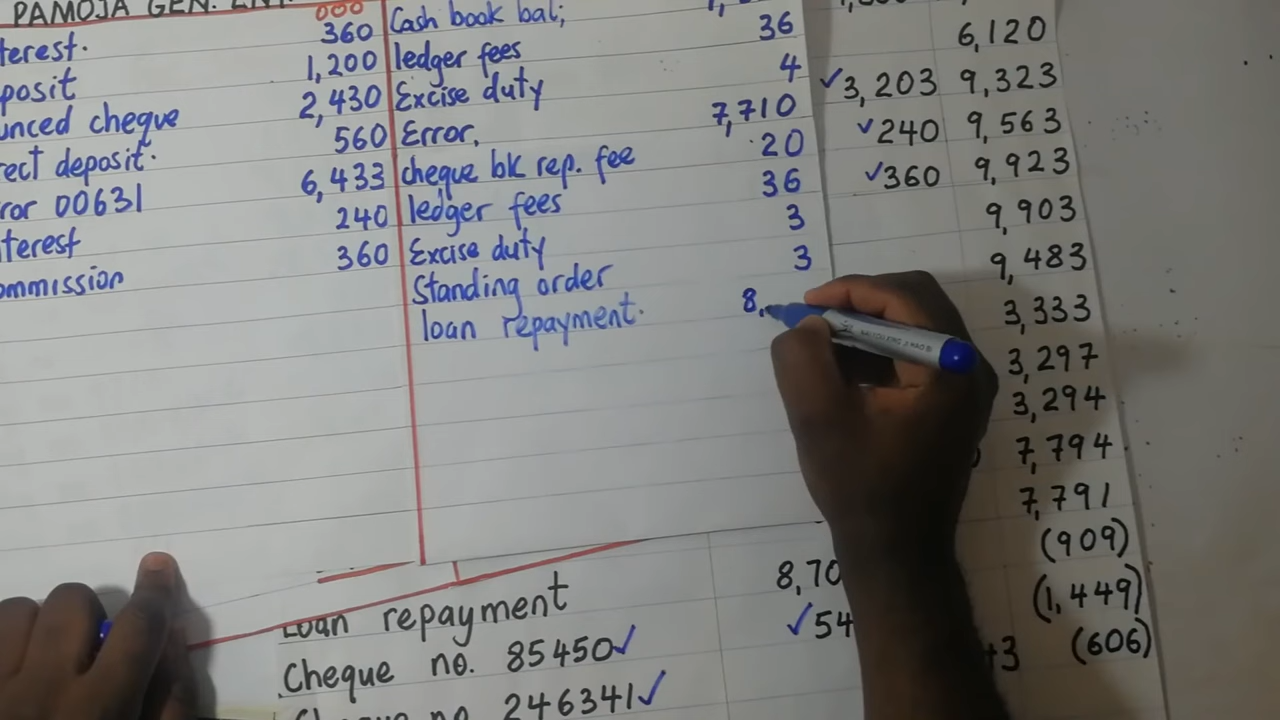 PAMOJA GEN.
000
terest. 360 Cash book bal;
posit 1,200 ledger fees 36
unced cheque 2,430 Excise duty 4
rect deposit. 560 Error, 7,710
ror 00631 6,433 cheque bk rep. fee 20
terest 240 ledger fees 36
ommission 360 Excise duty 3
Standing order 3
loan repayment. 8,
6,120
✓3,203 9,323
✓240 9,563
✓360 9,923
9,903
9,483
3,333
3,297
3,294
7,794
7,791
(909)
(1,449)
+3 (606)
Loan repayment 8,70
Cheque no. 85450✓ ✓54
246341✓